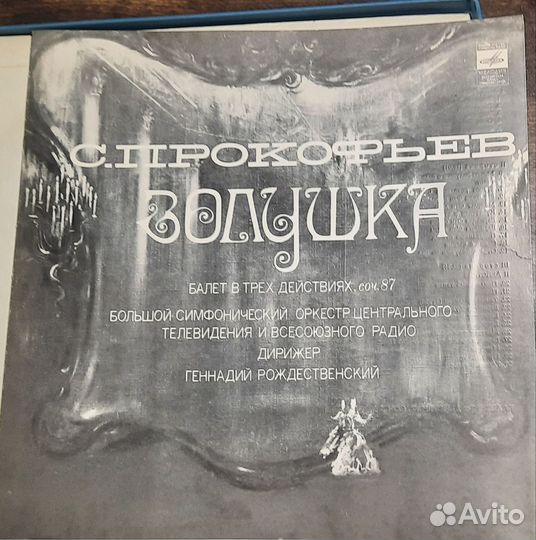 С. ПРОКОФЬЕВ
ЗОЛУШКА
БАЛЕТ В ТРЕХ ДЕЙСТВИЯХ, соч. 87
БОЛЬШОЙ СИМФОНИЧЕСКИЙ ОРКЕСТР ЦЕНТРАЛЬНОГО
ТЕЛЕВИДЕНИЯ И ВСЕСОЮЗНОГО РАДИО
ДИРИЖЕР
ГЕННАДИЙ РОЖДЕСТВЕНСКИЙ
Avito